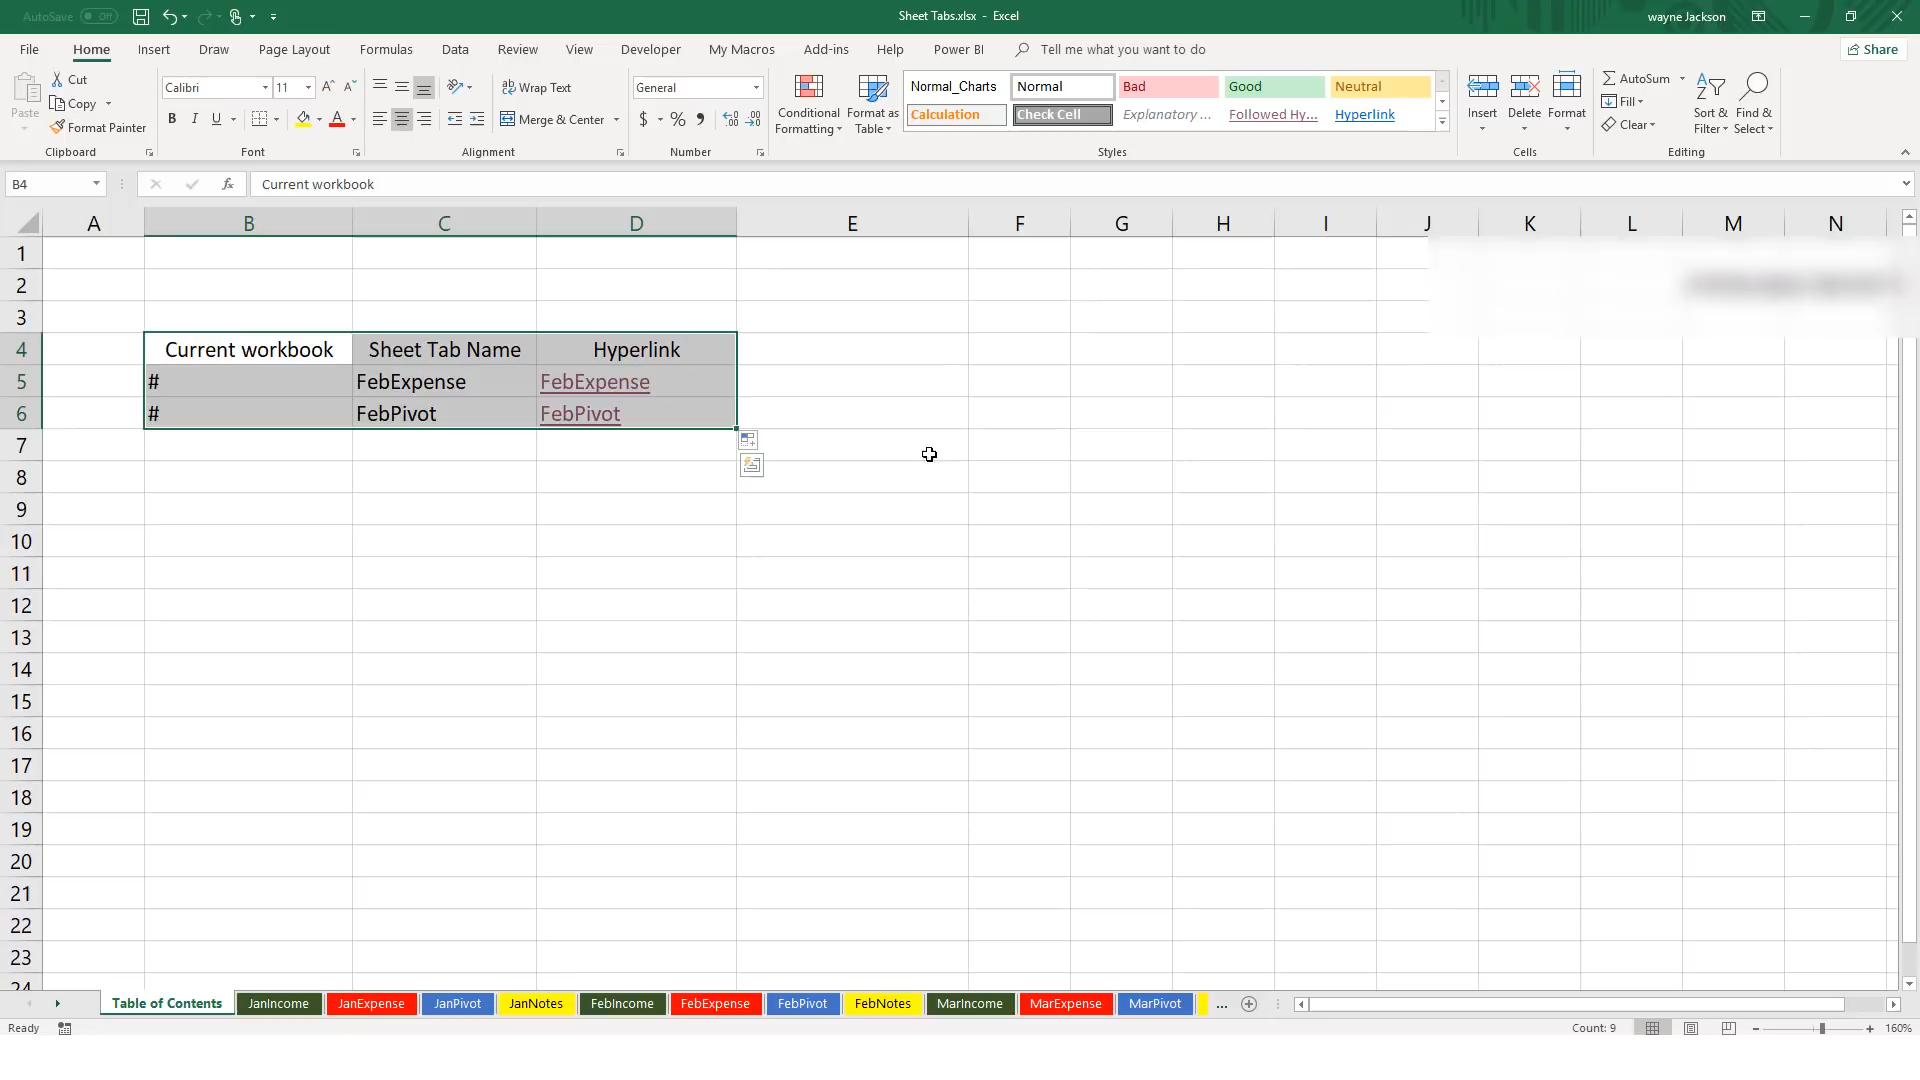 AutoSave Off
Sheet Tabs.xlsx - Excel
wayne Jackson
File Home Insert Draw Page Layout Formulas Data Review View Developer My Macros Add-ins Help Power BI Tell me what you want to do Share
Paste
Cut
Copy
Format Painter
Clipboard
Calibri 11
B I U A
Font
Wrap Text
Merge & Center
Alignment
General
$ % ,
Number
Conditional Formatting
Format as Table
Normal_Charts Normal Bad Good Neutral
Calculation Check Cell Explanatory ... Followed Hy... Hyperlink
Styles
Insert Delete Format
Cells
AutoSum
Fill
Clear
Sort & Filter
Find & Select
Editing
B4 fx Current workbook
A B C D E F G H I J K L M N
1
2
3
4 Current workbook Sheet Tab Name Hyperlink
5 # FebExpense FebExpense
6 # FebPivot FebPivot
7
8
9
10
11
12
13
14
15
16
17
18
19
20
21
22
23
24
Table of Contents JanIncome JanExpense JanPivot JanNotes FebIncome FebExpense FebPivot FebNotes MarIncome MarExpense MarPivot ...
Ready Count: 9 160%